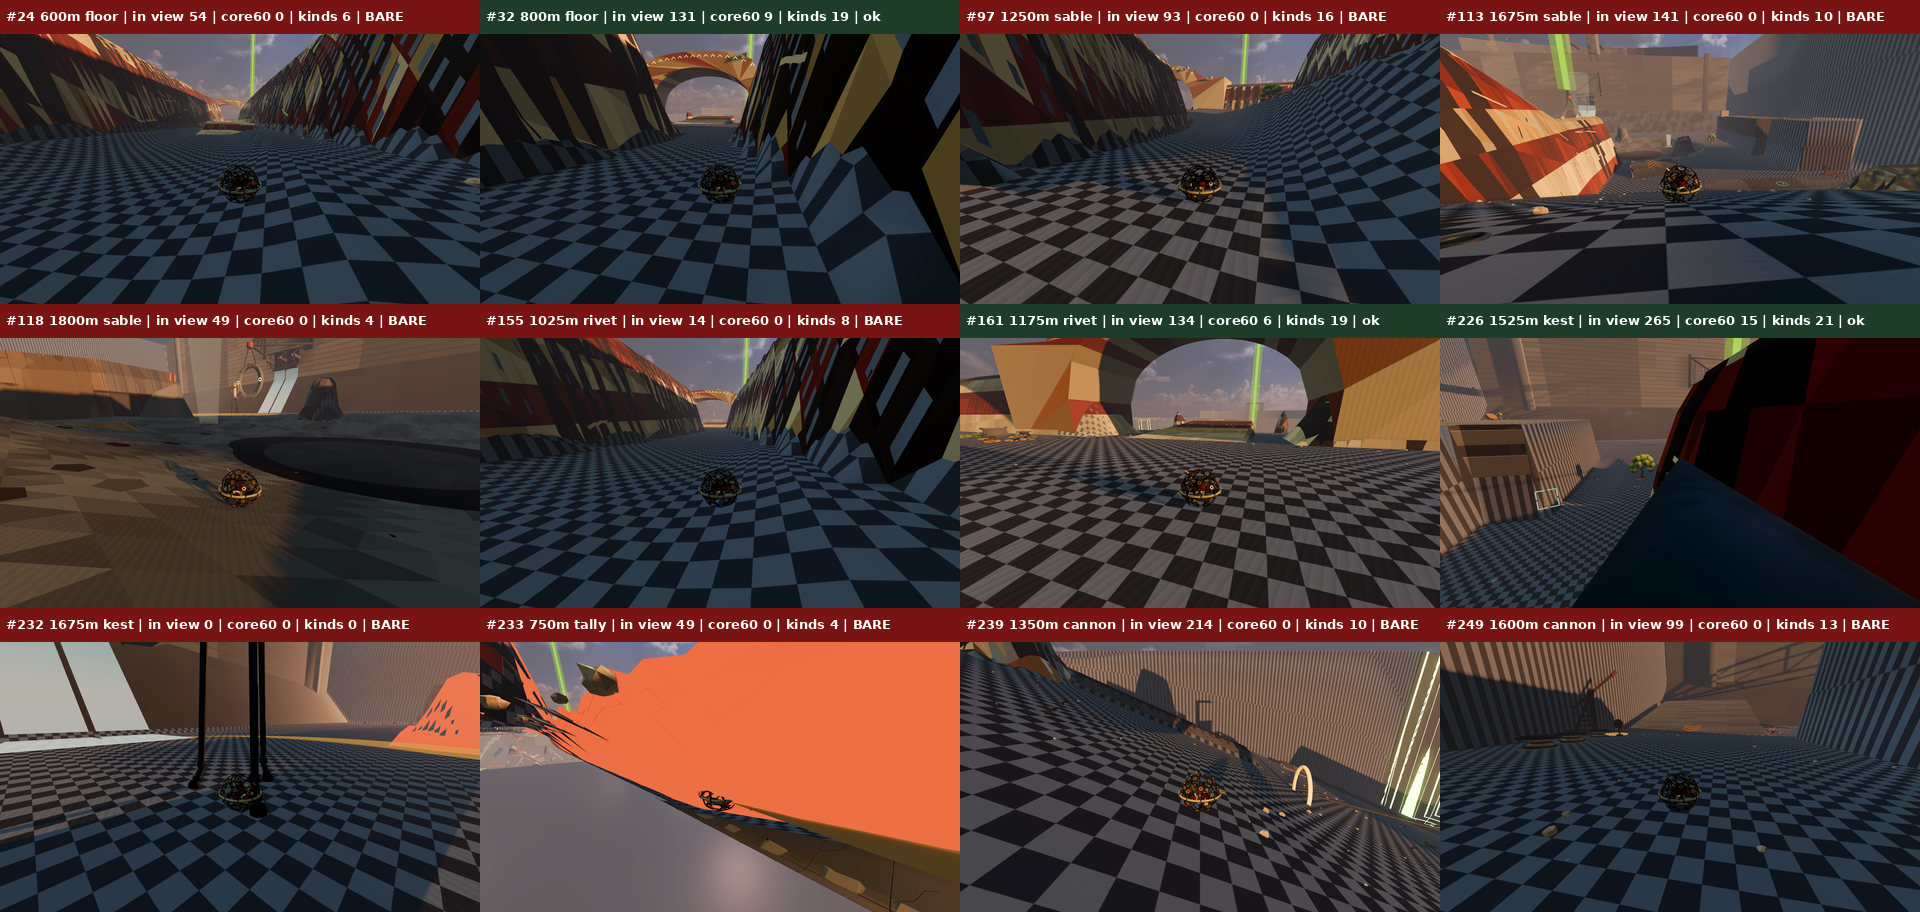 #24 600m floor | in view 54 | core60 0 | kinds 6 | BARE
#32 800m floor | in view 131 | core60 9 | kinds 19 | ok
#97 1250m sable | in view 93 | core60 0 | kinds 16 | BARE
#113 1675m sable | in view 141 | core60 0 | kinds 10 | BARE
#118 1800m sable | in view 49 | core60 0 | kinds 4 | BARE
#155 1025m rivet | in view 14 | core60 0 | kinds 8 | BARE
#161 1175m rivet | in view 134 | core60 6 | kinds 19 | ok
#226 1525m kest | in view 265 | core60 15 | kinds 21 | ok
#232 1675m kest | in view 0 | core60 0 | kinds 0 | BARE
#233 750m tally | in view 49 | core60 0 | kinds 4 | BARE
#239 1350m cannon | in view 214 | core60 0 | kinds 10 | BARE
#249 1600m cannon | in view 99 | core60 0 | kinds 13 | BARE